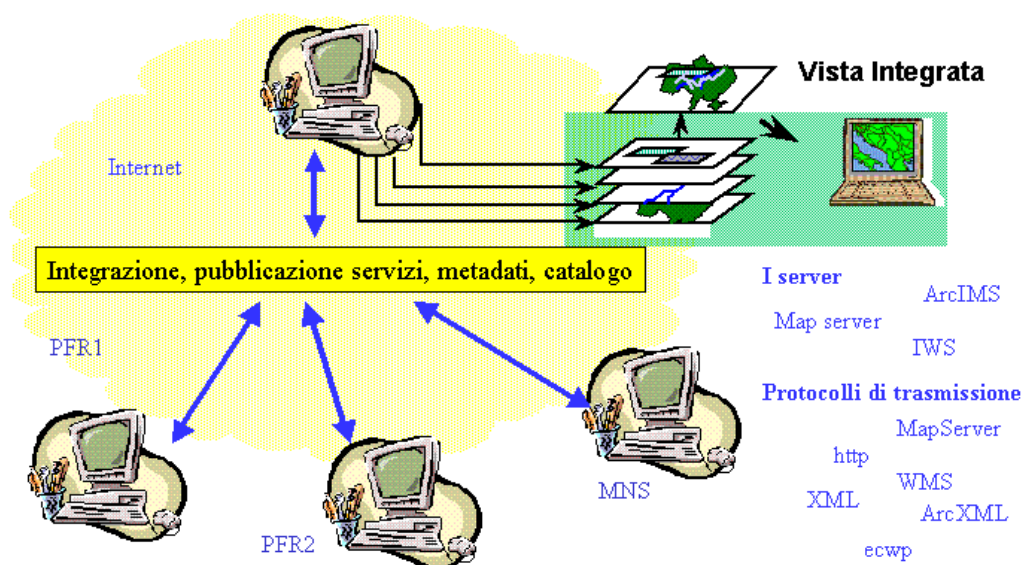 Vista Integrata
Internet
Integrazione, pubblicazione servizi, metadati, catalogo
PFR1
PFR2
MNS
I server
ArcIMS
Map server
IWS
Protocolli di trasmissione
MapServer
http
WMS
XML
ArcXML
ecwp